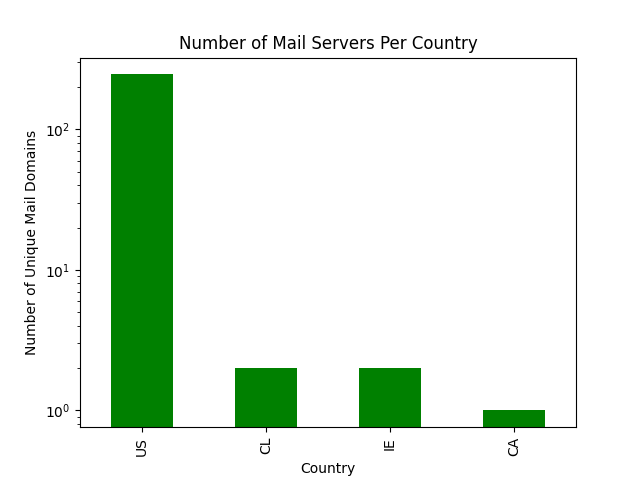 Number of Mail Servers Per Country
Number of Unique Mail Domains
10²
10¹
10⁰
US
CL
IE
CA
Country